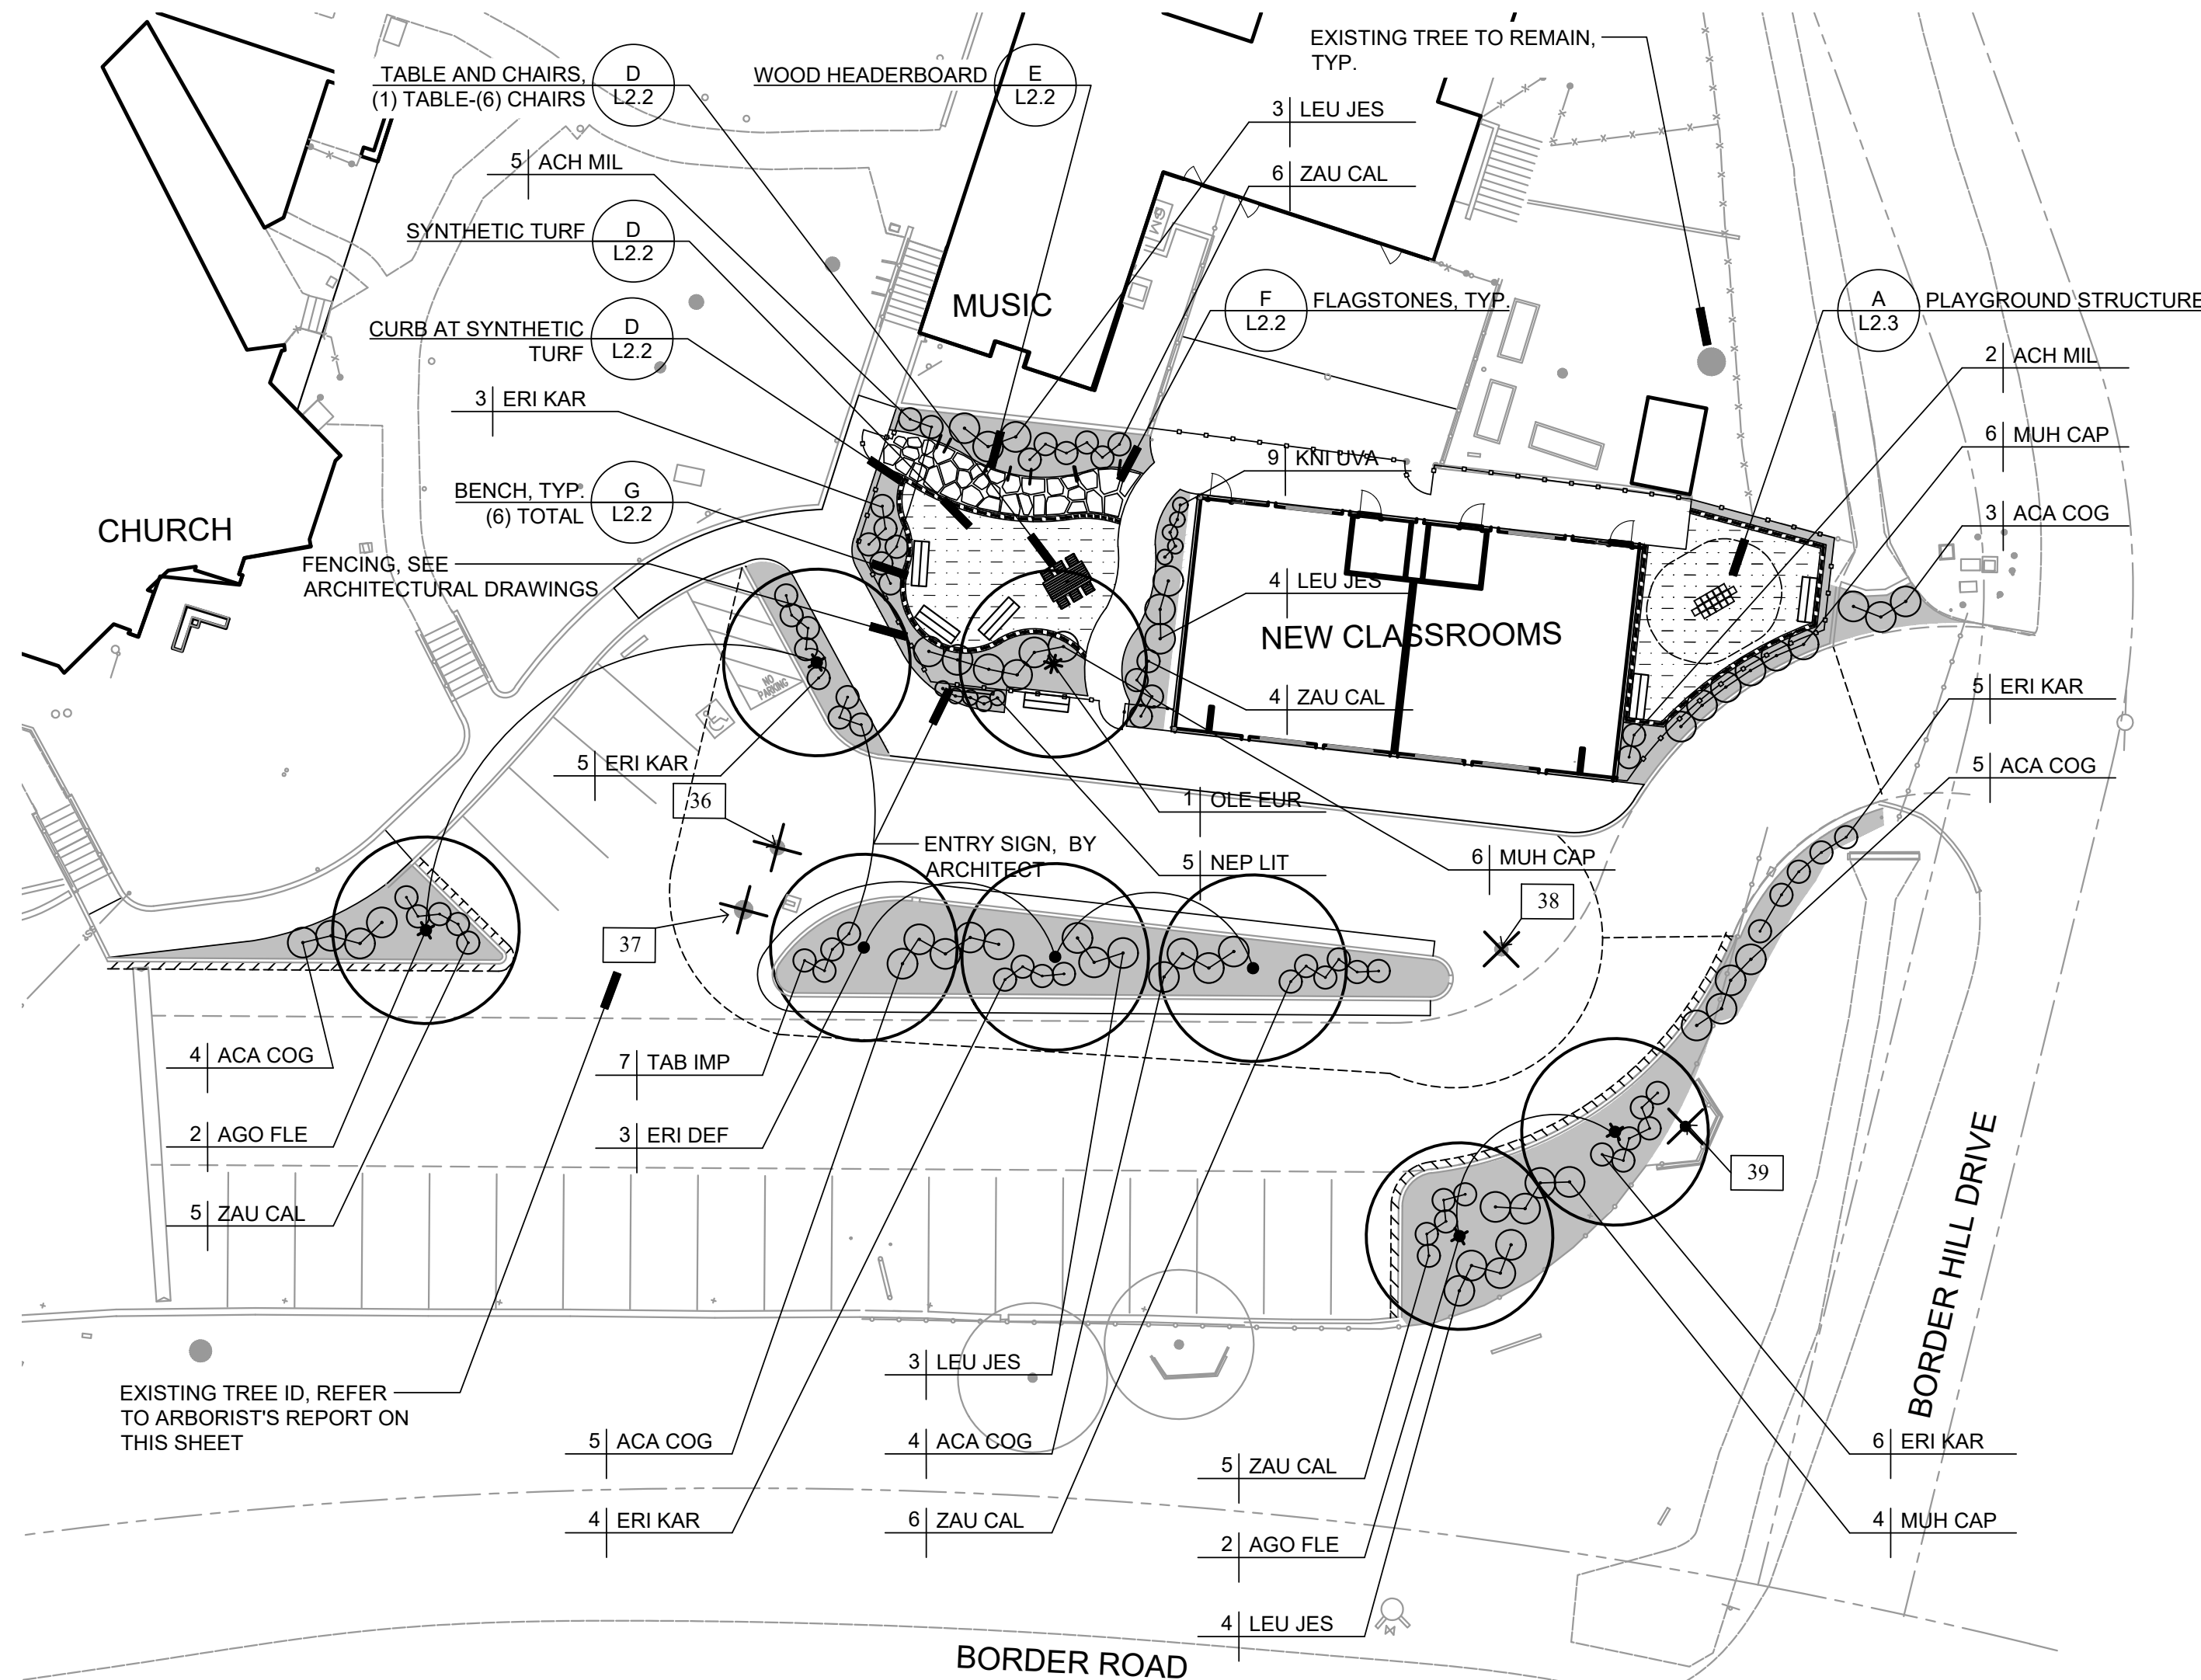 EXISTING TREE TO REMAIN,
TYP.
TABLE AND CHAIRS,
(1) TABLE-(6) CHAIRS
D
L2.2
WOOD HEADERBOARD
E
L2.2
3 LEU JES
5 ACH MIL
6 ZAU CAL
SYNTHETIC TURF
D
L2.2
GM
MUSIC
F
L2.2
FLAGSTONES, TYP.
A
L2.3
PLAYGROUND STRUCTURE
CURB AT SYNTHETIC
TURF
D
L2.2
2 ACH MIL
3 ERI KAR
6 MUH CAP
9 KNI UVA
BENCH, TYP.
(6) TOTAL
G
L2.2
3 ACA COG
CHURCH
FENCING, SEE
ARCHITECTURAL DRAWINGS
4 LEU JES
NEW CLASSROOMS
NO
PARKING
4 ZAU CAL
5 ERI KAR
5 ERI KAR
5 ACA COG
36
1 OLE EUR
ENTRY SIGN, BY
ARCHITECT
5 NEP LIT
6 MUH CAP
38
37
4 ACA COG
7 TAB IMP
2 AGO FLE
3 ERI DEF
39
5 ZAU CAL
BORDER HILL DRIVE
3 LEU JES
EXISTING TREE ID, REFER
TO ARBORIST'S REPORT ON
THIS SHEET
5 ACA COG
4 ACA COG
6 ERI KAR
5 ZAU CAL
4 ERI KAR
6 ZAU CAL
4 MUH CAP
2 AGO FLE
4 LEU JES
BORDER ROAD